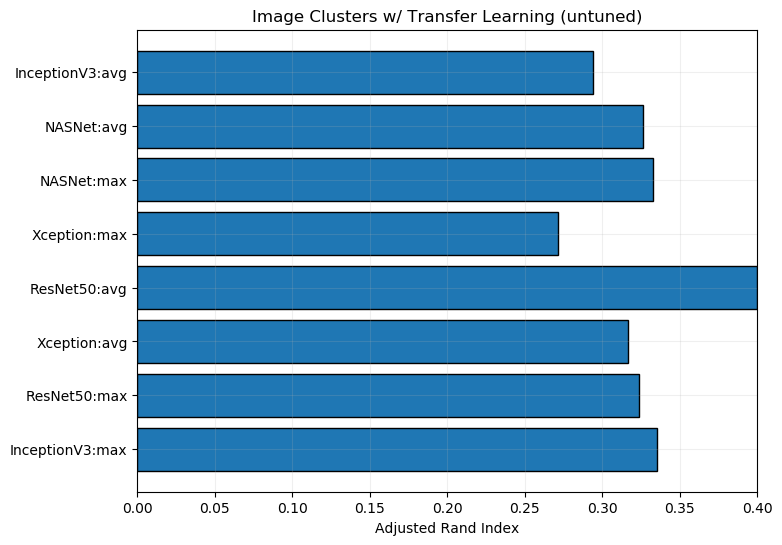 Image Clusters w/ Transfer Learning (untuned)
InceptionV3:avg
NASNet:avg
NASNet:max
Xception:max
ResNet50:avg
Xception:avg
ResNet50:max
InceptionV3:max
0.00 0.05 0.10 0.15 0.20 0.25 0.30 0.35 0.40
Adjusted Rand Index